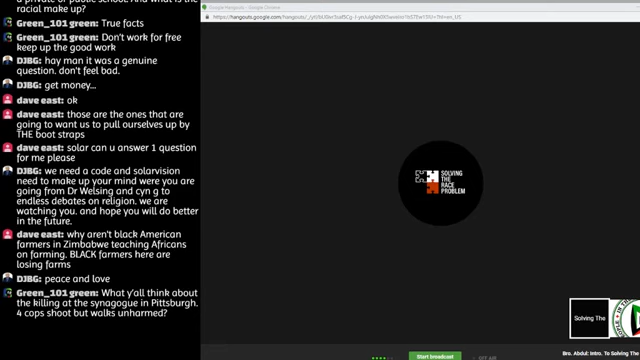 a private or public school. And what is the
racial make up?
Green_101 green: True facts
Green_101 green: Don't work for free
keep up the good work
DJBG: hay man it was a genuine
question. don't feel bad.
DJBG: get money...
dave east: ok
dave east: those are the ones that are
going to want us to pull ourselves up by
THE boot straps
dave east: solar can u answer 1 question
for me please
DJBG: we need a code and solarvision
need to make up your mind were you are
going from Dr Welsing and cyn g to
endless debates on religion. we are
watching you. and hope you will do better
in the future.
dave east: why aren't black American
farmers in Zimbabwe teaching Africans
on farming. BLACK farmers here are
losing farms
DJBG: peace and love
Green_101 green: What y'all think about
the killing at the synagogue in Pittsburgh.
4 cops shoot but walks unharmed?
Google Hangouts - Google Chrome
SOLVING
THE
RACE
PROBLEM
Solving The
Start broadcast
OFF AIR
Bro. Abdul: Intro. To Solving The